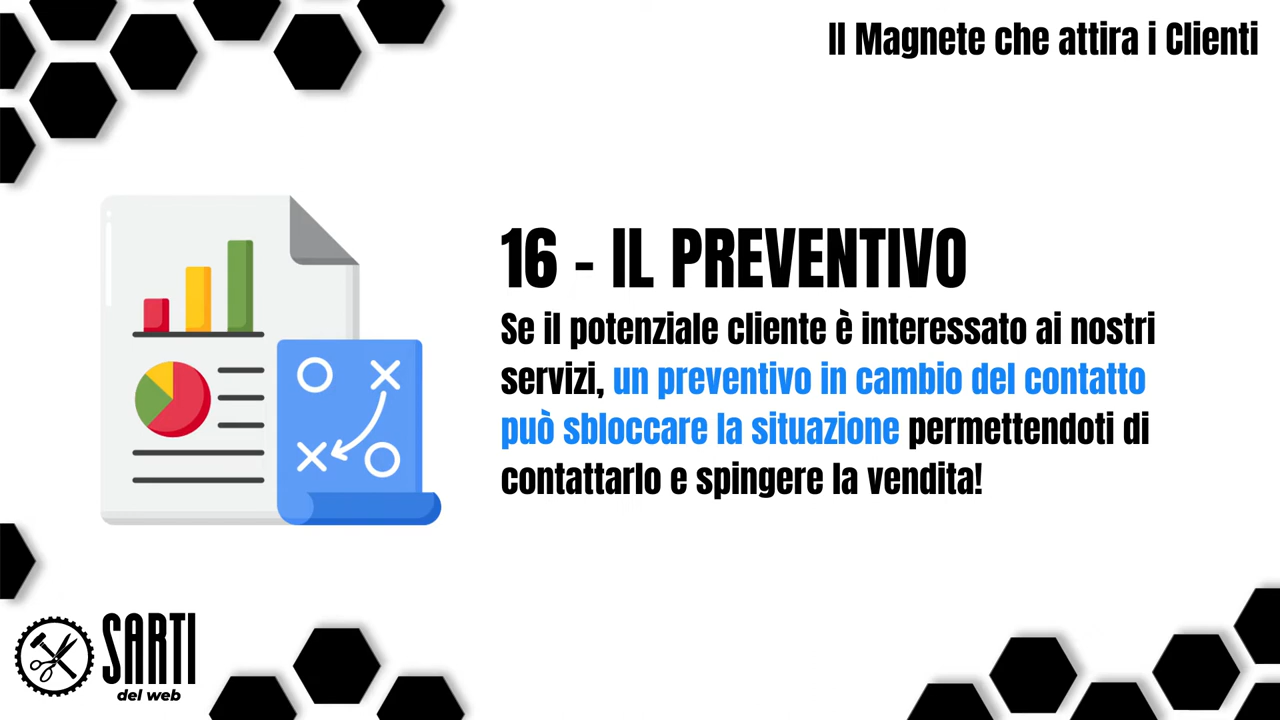 Il Magnete che attira i Clienti
16 - IL PREVENTIVO
Se il potenziale cliente è interessato ai nostri
servizi, un preventivo in cambio del contatto
può sbloccare la situazione permettendoti di
contattarlo e spingere la vendita!
SARTI
del web